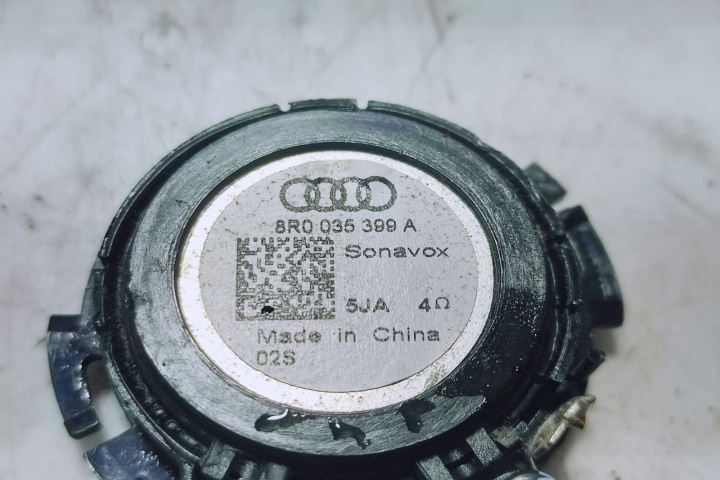 8R0 035 399 A
Sonavox
5JA 4Ω
Made in China
02S